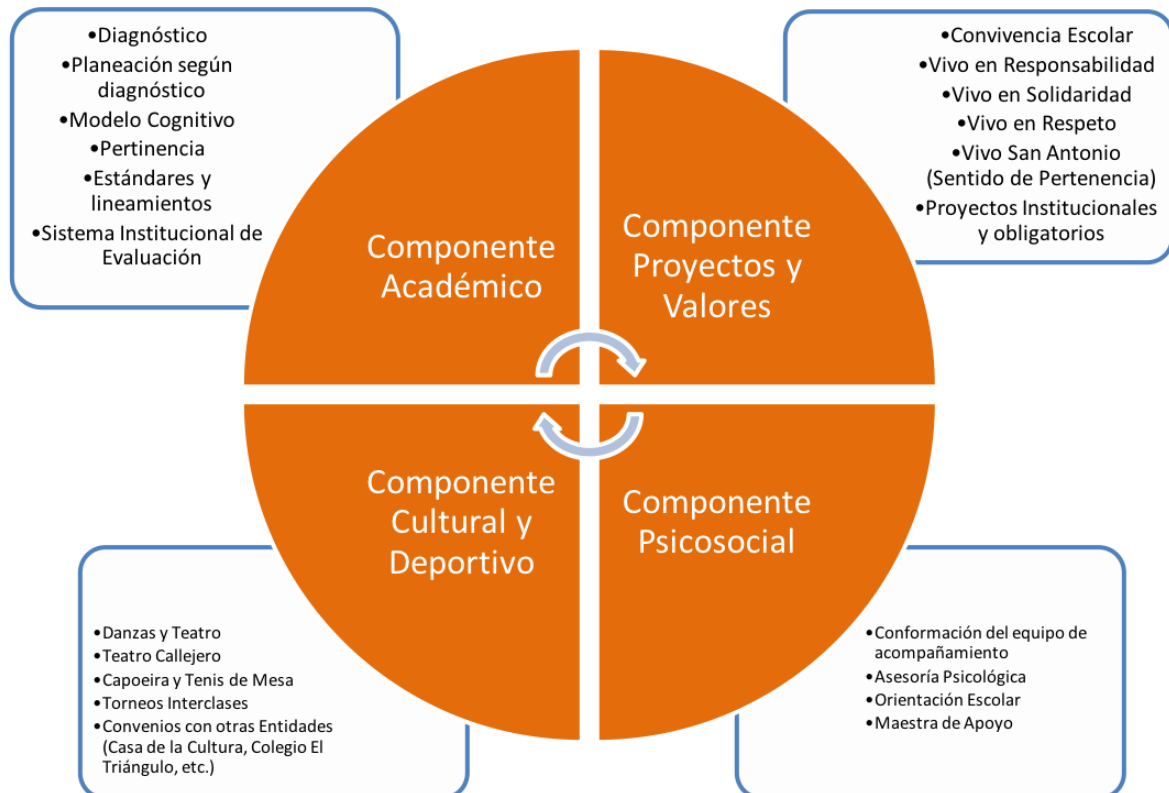 •Diagnóstico
•Planeación según
diagnóstico
•Modelo Cognitivo
•Pertinencia
•Estándares y
lineamientos
•Sistema Institucional de
Evaluación
•Convivencia Escolar
•Vivo en Responsabilidad
•Vivo en Solidaridad
•Vivo en Respeto
•Vivo San Antonio
(Sentido de Pertenencia)
•Proyectos Institucionales
y obligatorios
Componente
Académico
Componente
Proyectos y
Valores
Componente
Cultural y
Deportivo
Componente
Psicosocial
•Danzas y Teatro
•Teatro Callejero
•Capoeira y Tenis de Mesa
•Torneos Interclases
•Convenios con otras Entidades
(Casa de la Cultura, Colegio El
Triángulo, etc.)
•Conformación del equipo de
acompañamiento
•Asesoría Psicológica
•Orientación Escolar
•Maestra de Apoyo